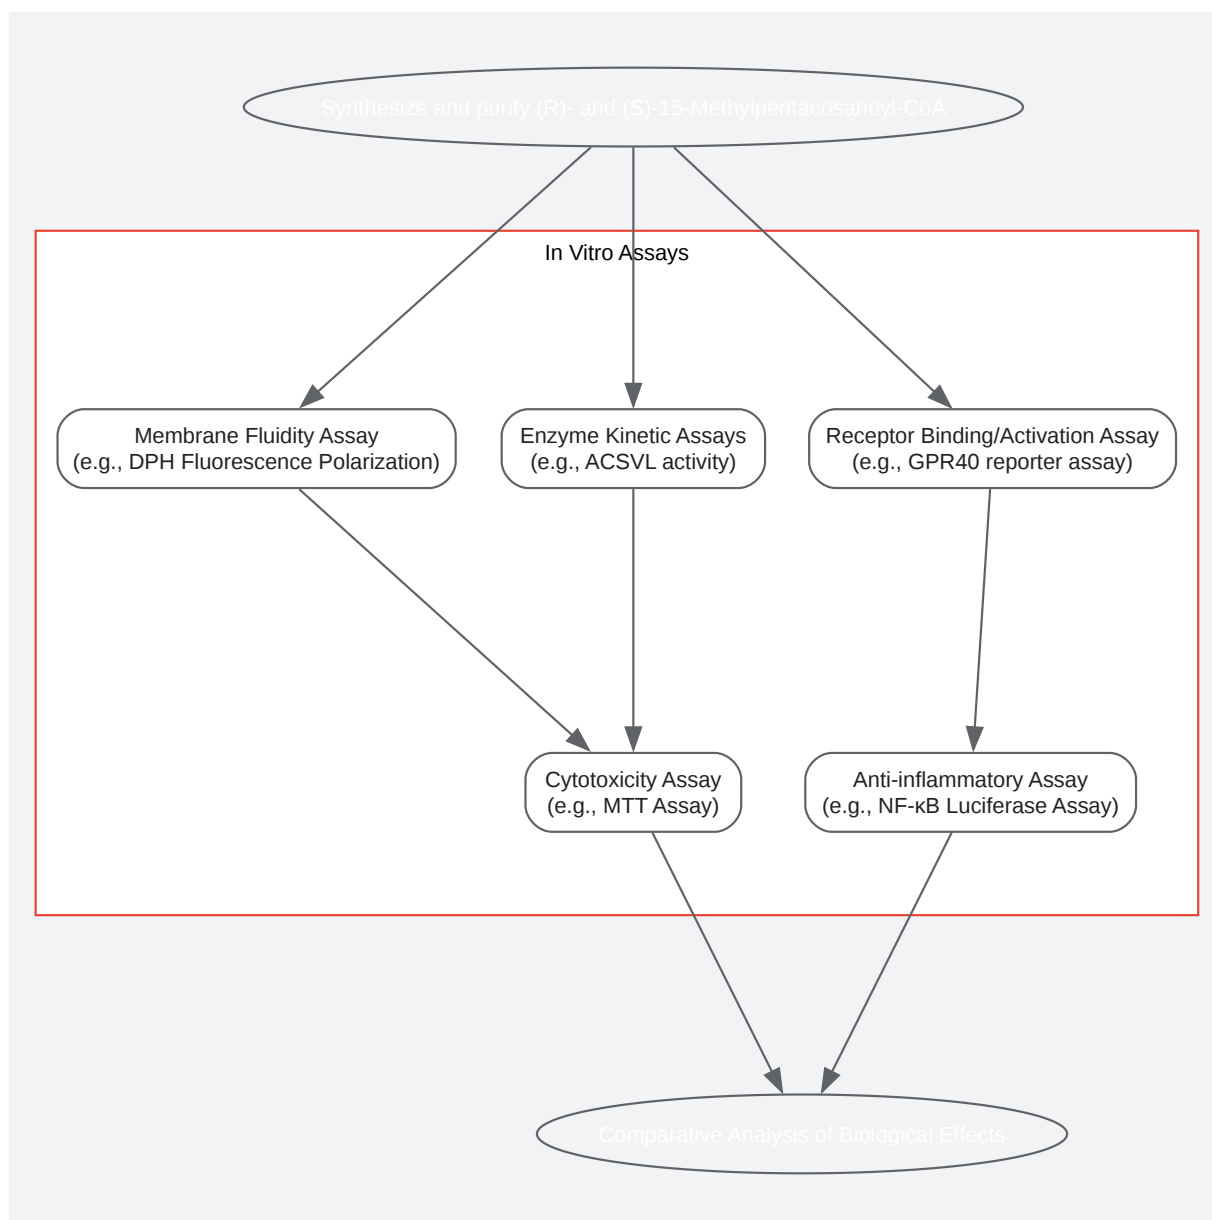 Synthesize and purify (R)- and (S)-15-Methylpentacosanoyl-CoA
In Vitro Assays
Membrane Fluidity Assay
(e.g., DPH Fluorescence Polarization)
Enzyme Kinetic Assays
(e.g., ACSVL activity)
Receptor Binding/Activation Assay
(e.g., GPR40 reporter assay)
Cytotoxicity Assay
(e.g., MTT Assay)
Anti-inflammatory Assay
(e.g., NF-κB Luciferase Assay)
Comparative Analysis of Biological Effects